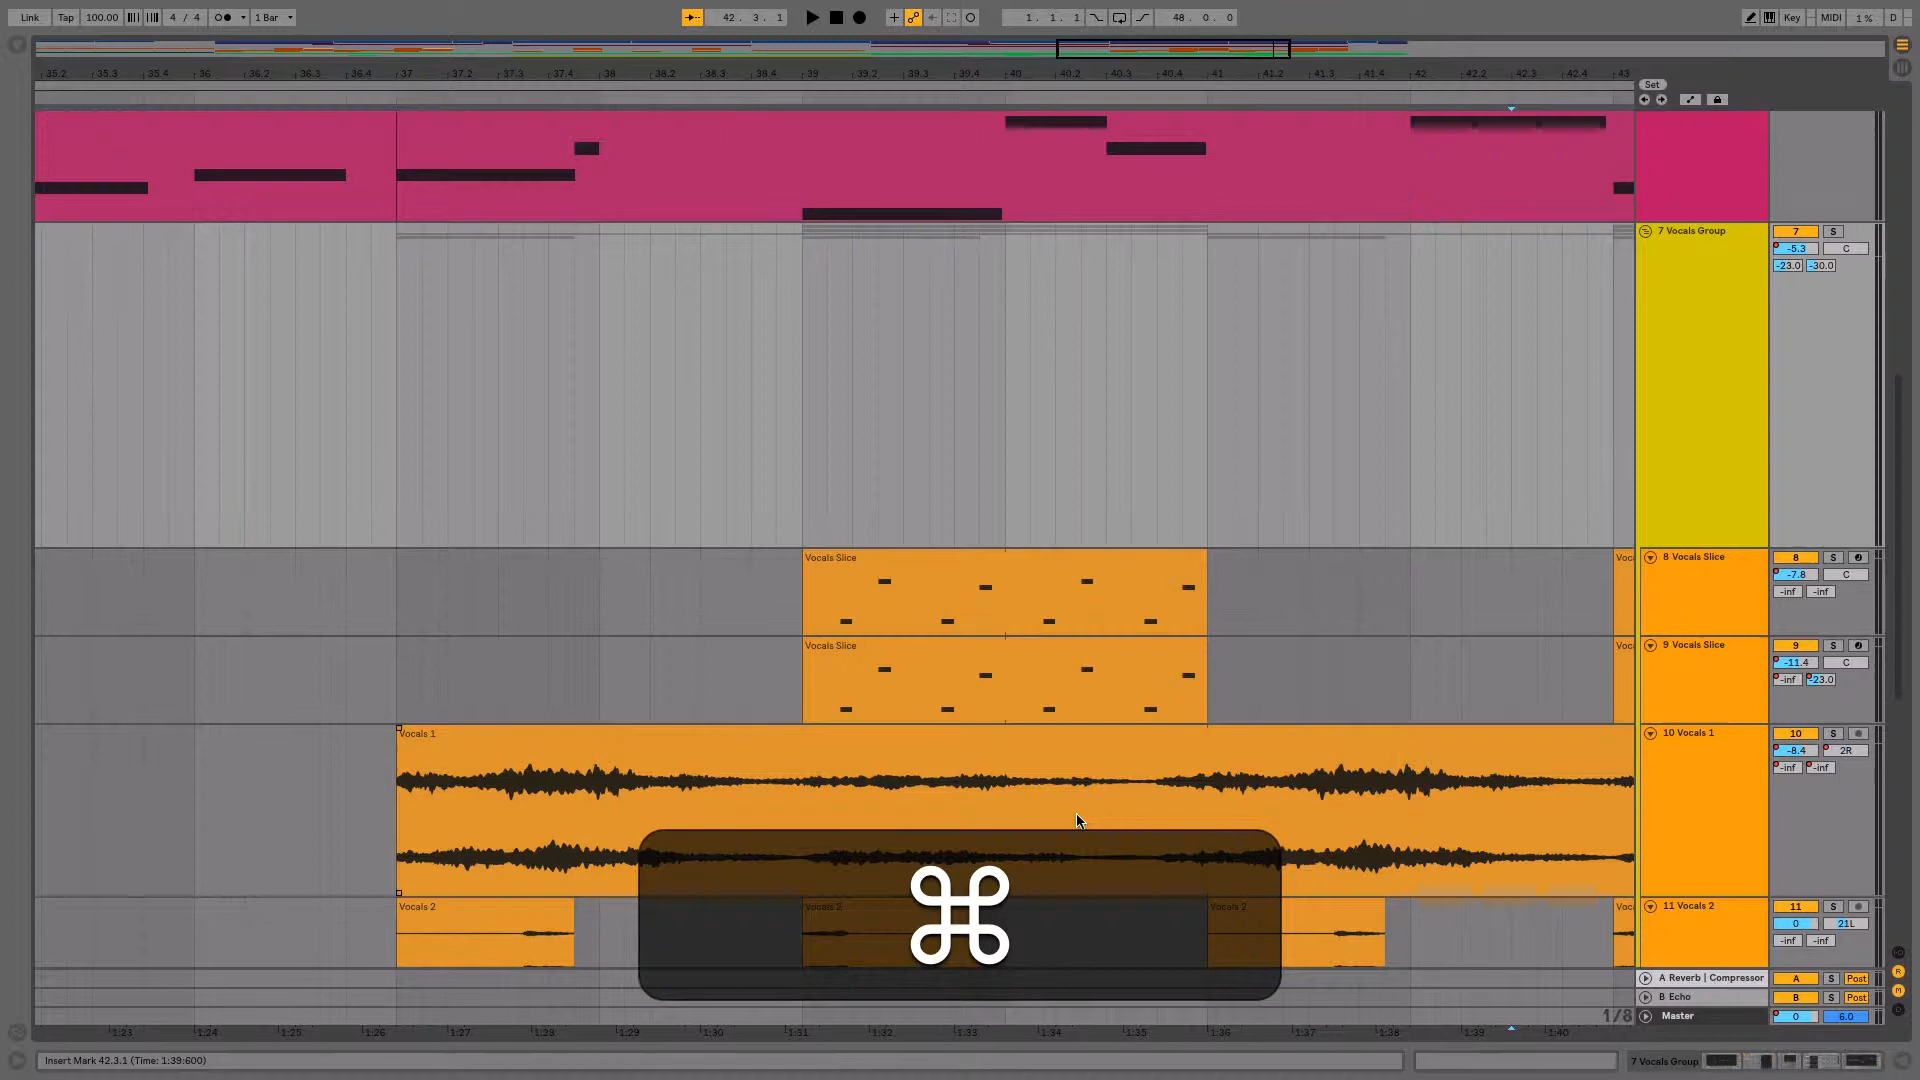 Link Tap 100.00 4 / 4 1 Bar 42 . 3 . 1 1 . 1 . 1 48 . 0 . 0 Key MIDI 1 % D
35.2 35.3 35.4 36 36.2 36.3 36.4 37 37.2 37.3 37.4 38 38.2 38.3 38.4 39 39.2 39.3 39.4 40 40.2 40.3 40.4 41 41.2 41.3 41.4 42 42.2 42.3 42.4 43
Set
7 Vocals Group 7 S
-5.3 C
-23.0 -30.0
Vocals Slice 8 Vocals Slice 8 S
-7.8 C
-inf -inf
Vocals Slice 9 Vocals Slice 9 S
-11.4 C
-inf -23.0
Vocals 1 10 Vocals 1 10 S
-8.4 2R
-inf -inf
Vocals 2 Vocals 2 Vocals 2 11 Vocals 2 11 S
0 21L
-inf -inf
A Reverb | Compressor A S Post
B Echo B S Post
1/8 Master 0 6.0
1:23 1:24 1:25 1:26 1:27 1:28 1:29 1:30 1:31 1:32 1:33 1:34 1:35 1:36 1:37 1:38 1:39 1:40
Insert Mark 42.3.1 (Time: 1:39:600) 7 Vocals Group